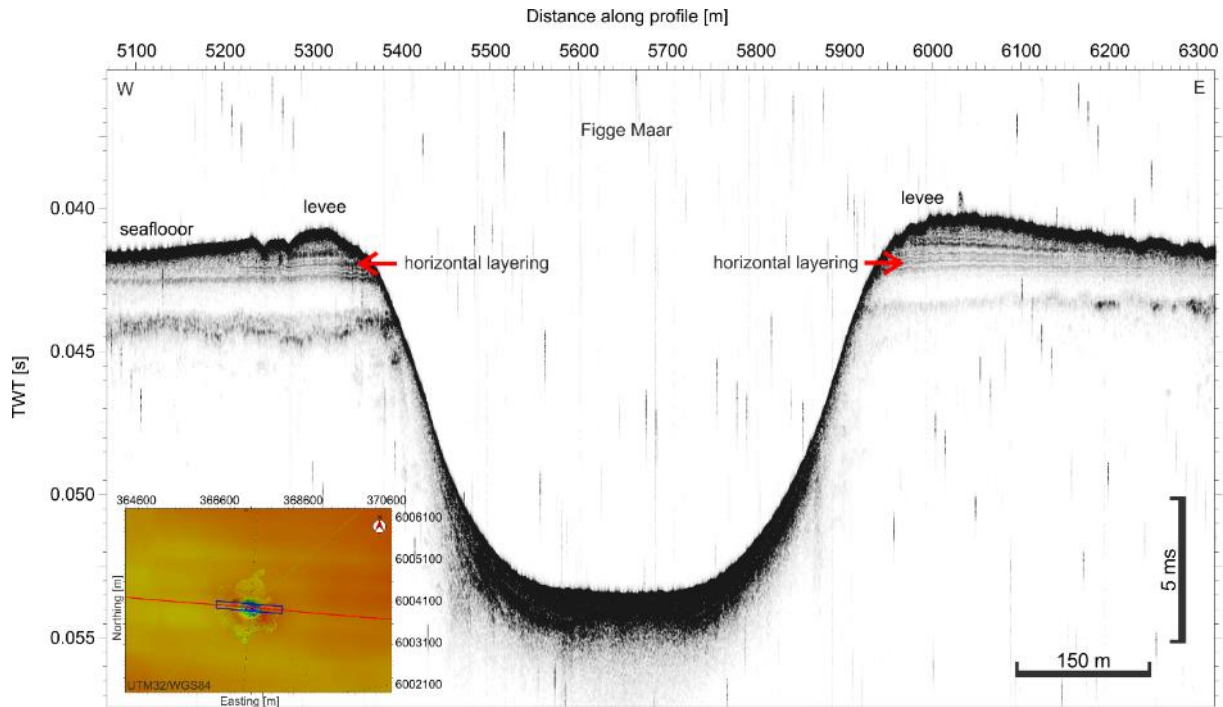 Distance along profile [m]
5100 5200 5300 5400 5500 5600 5700 5800 5900 6000 6100 6200 6300
W
E
Figge Maar
0.040
levee
levee
seaflooor
horizontal layering
horizontal layering
0.045
TWT [s]
0.050
364600 366600 368600 370600
6006100
6005100
6004100
6003100
6002100
Northing [m]
UTM32/WGS84
Easting [m]
5 ms
0.055
150 m